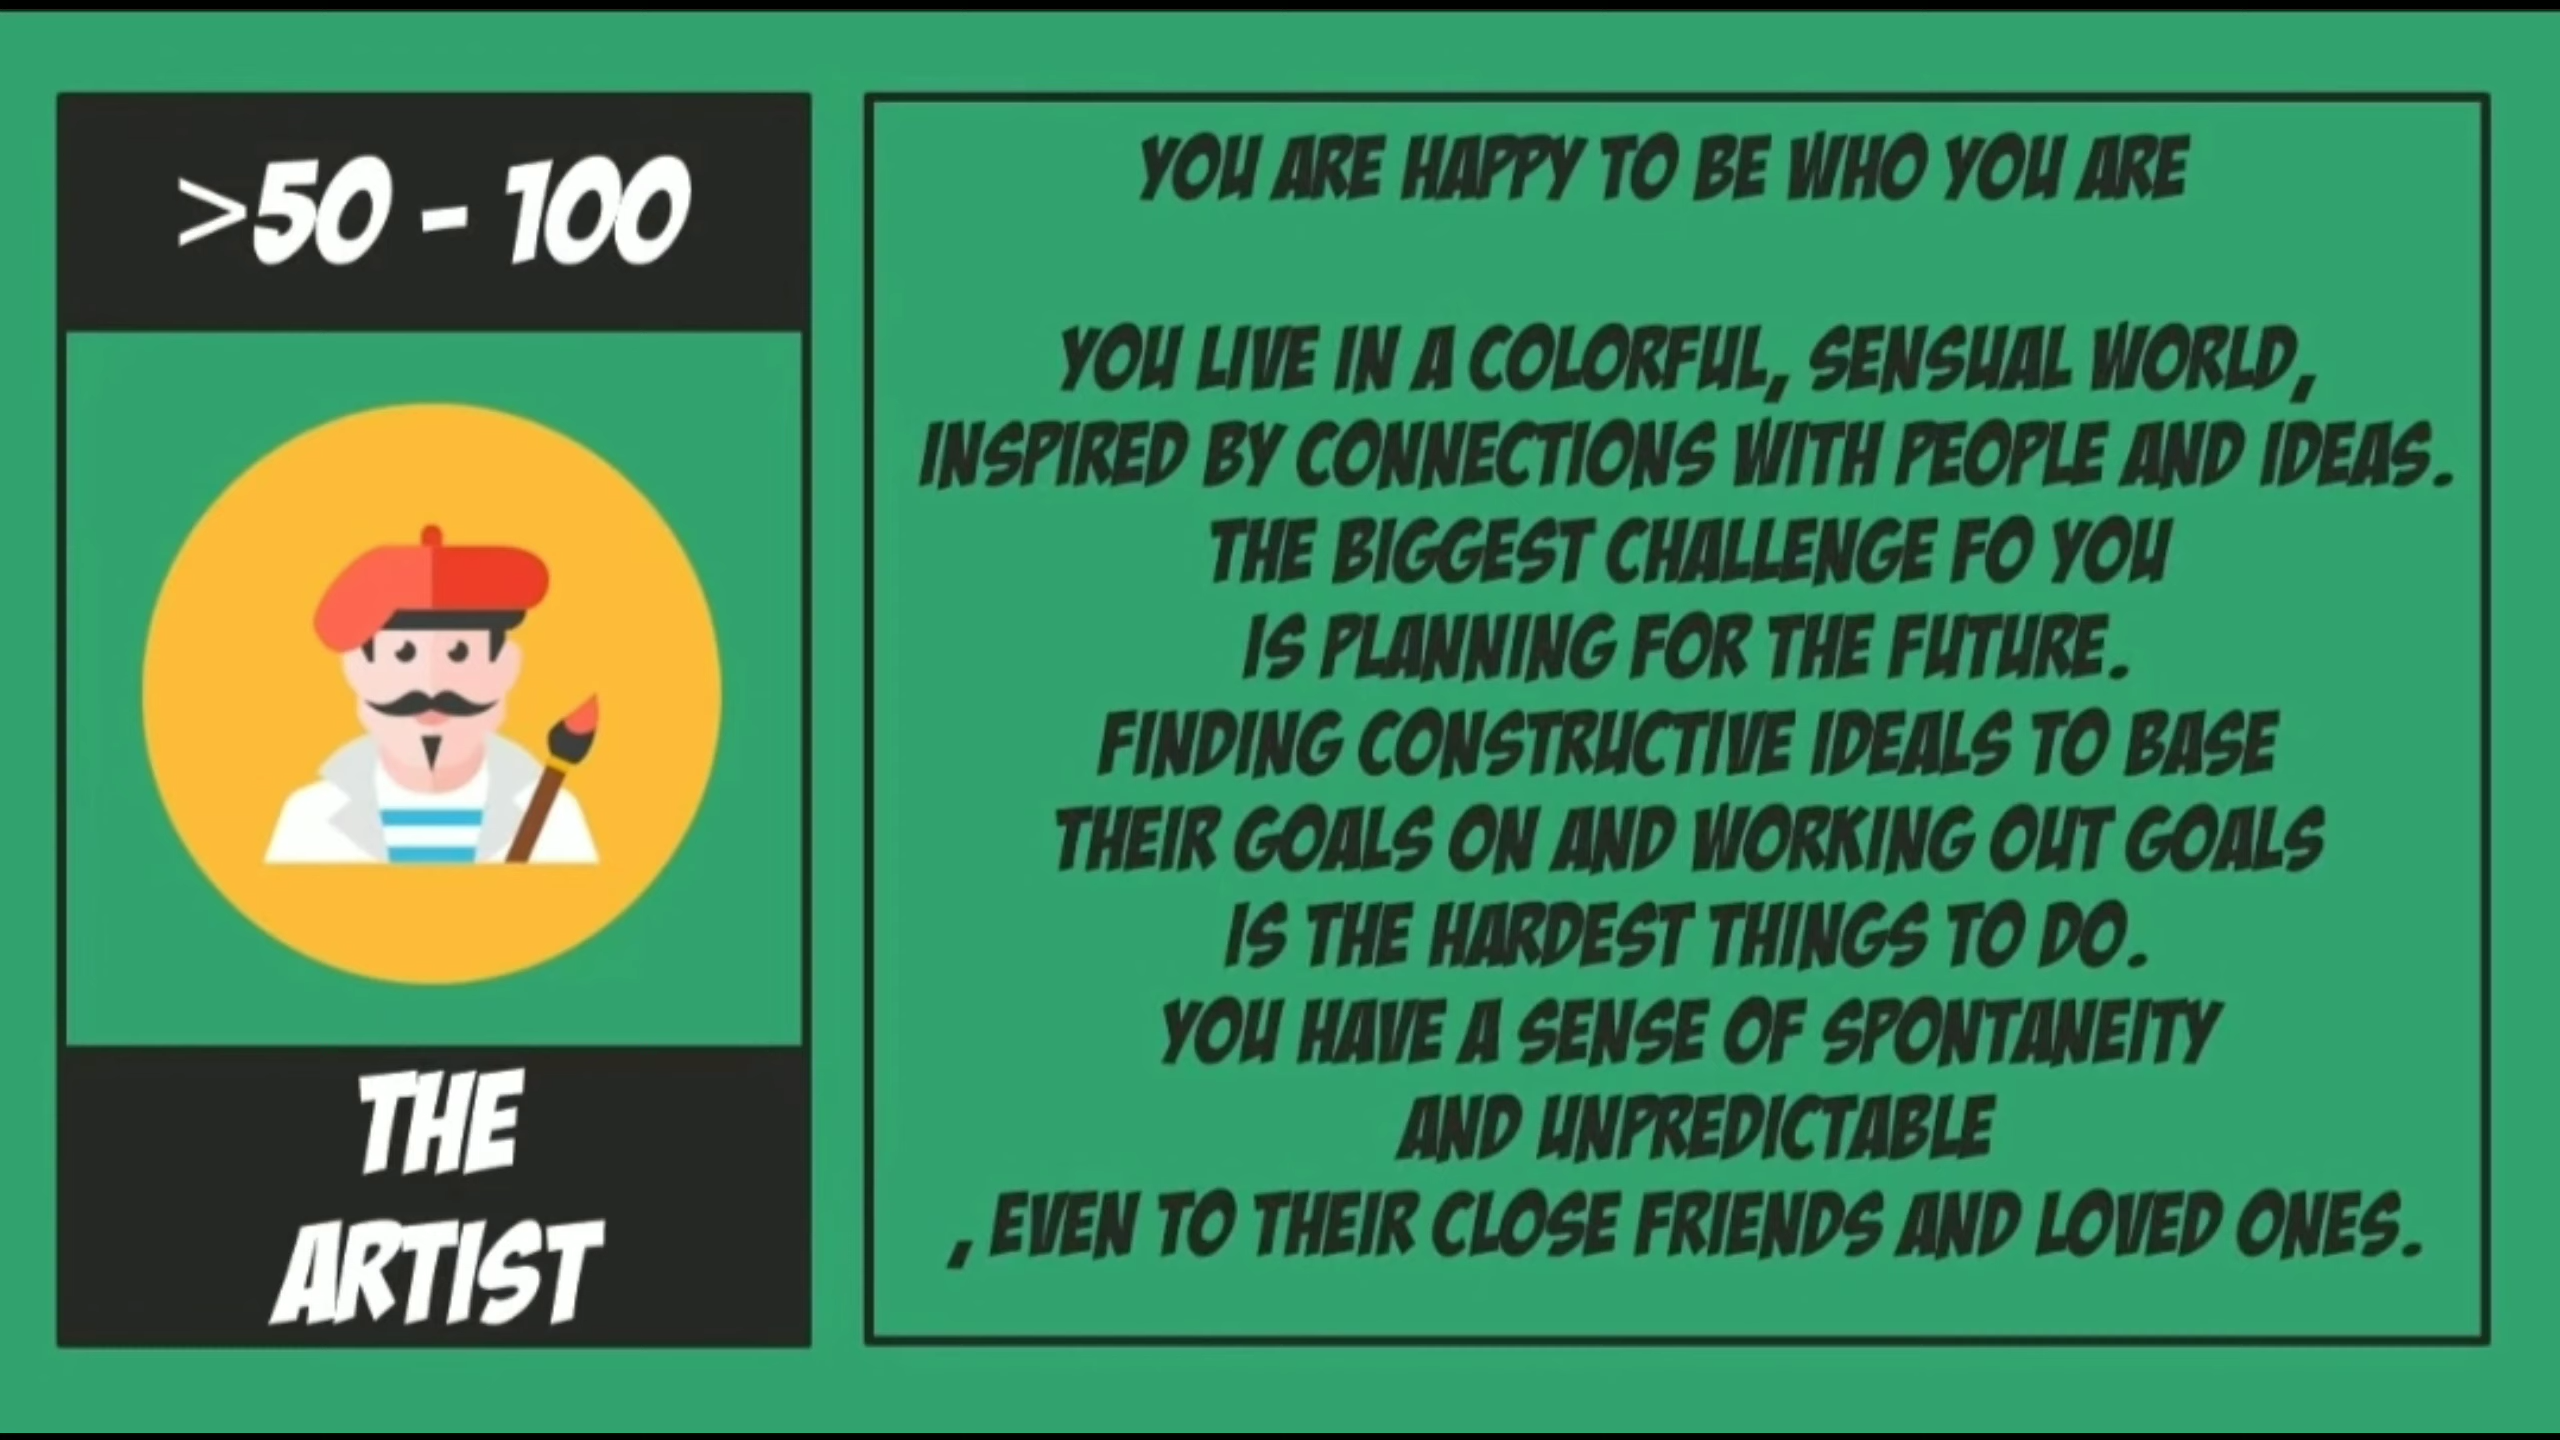 >50 - 100
THE
ARTIST
YOU ARE HAPPY TO BE WHO YOU ARE
YOU LIVE IN A COLORFUL, SENSUAL WORLD,
INSPIRED BY CONNECTIONS WITH PEOPLE AND IDEAS.
THE BIGGEST CHALLENGE FO YOU
IS PLANNING FOR THE FUTURE.
FINDING CONSTRUCTIVE IDEALS TO BASE
THEIR GOALS ON AND WORKING OUT GOALS
IS THE HARDEST THINGS TO DO.
YOU HAVE A SENSE OF SPONTANEITY
AND UNPREDICTABLE
, EVEN TO THEIR CLOSE FRIENDS AND LOVED ONES.